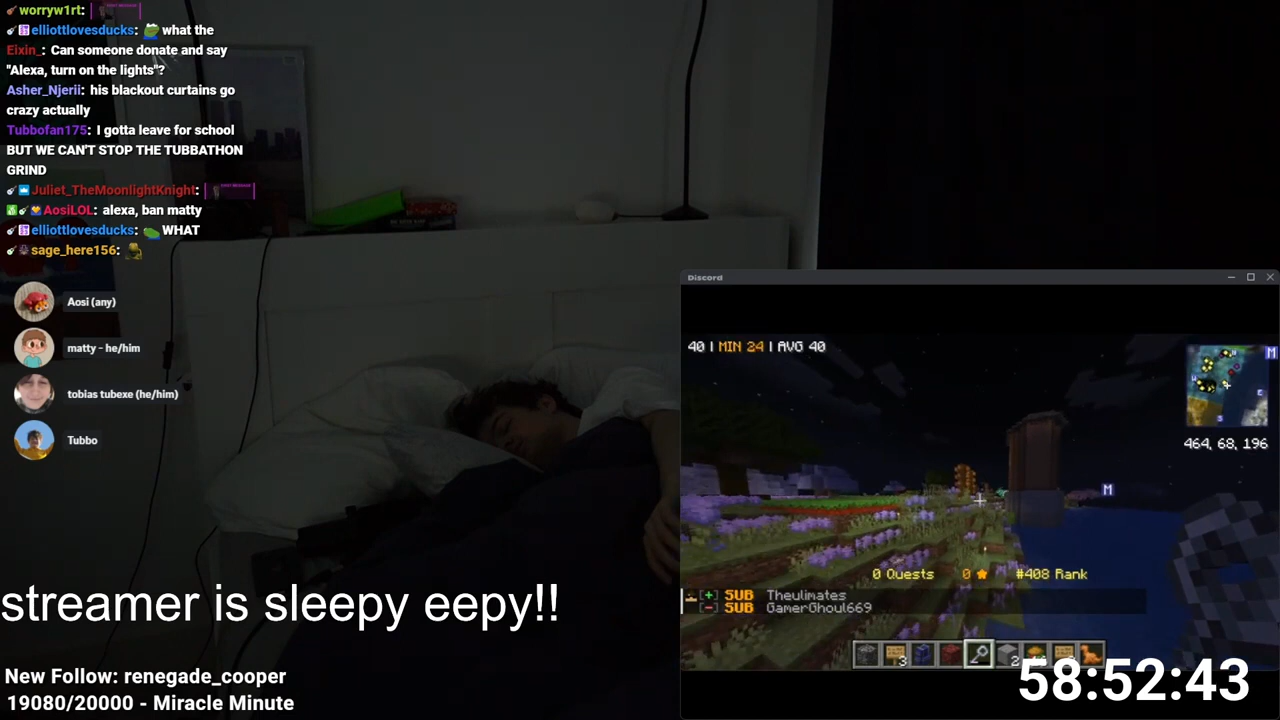 worryw1rt:
elliottlovesducks: what the
Eixin_: Can someone donate and say
"Alexa, turn on the lights"?
Asher_Njerii: his blackout curtains go
crazy actually
Tubbofan175: I gotta leave for school
BUT WE CAN'T STOP THE TUBBATHON
GRIND
Juliet_TheMoonlightKnight:
AosiLOL: alexa, ban matty
elliottlovesducks: WHAT
sage_here156:
Aosi (any)
matty - he/him
tobias tubexe (he/him)
Tubbo
Discord
40 | MIN 24 | AVG 40
M
464, 68, 196
M
0 Quests 0 #408 Rank
[+] SUB Theulimates
[-] SUB GamerGhoul669
3
2
streamer is sleepy eepy!!
New Follow: renegade_cooper
19080/20000 - Miracle Minute
58:52:43